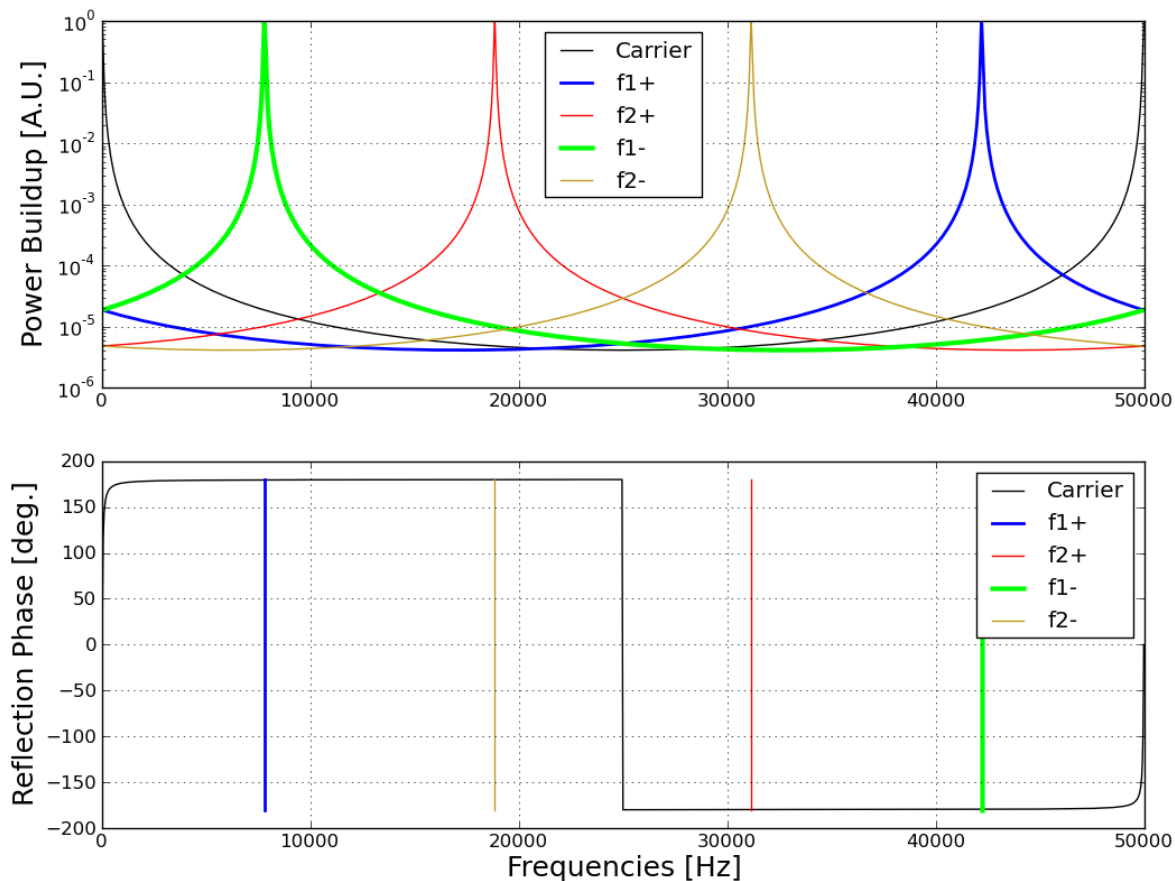 10^0
10^-1
10^-2
10^-3
10^-4
10^-5
10^-6
Power Buildup [A.U.]
Carrier
f1+
f2+
f1-
f2-
0 10000 20000 30000 40000 50000
200
150
100
50
0
−50
−100
−150
−200
Reflection Phase [deg.]
Carrier
f1+
f2+
f1-
f2-
0 10000 20000 30000 40000 50000
Frequencies [Hz]